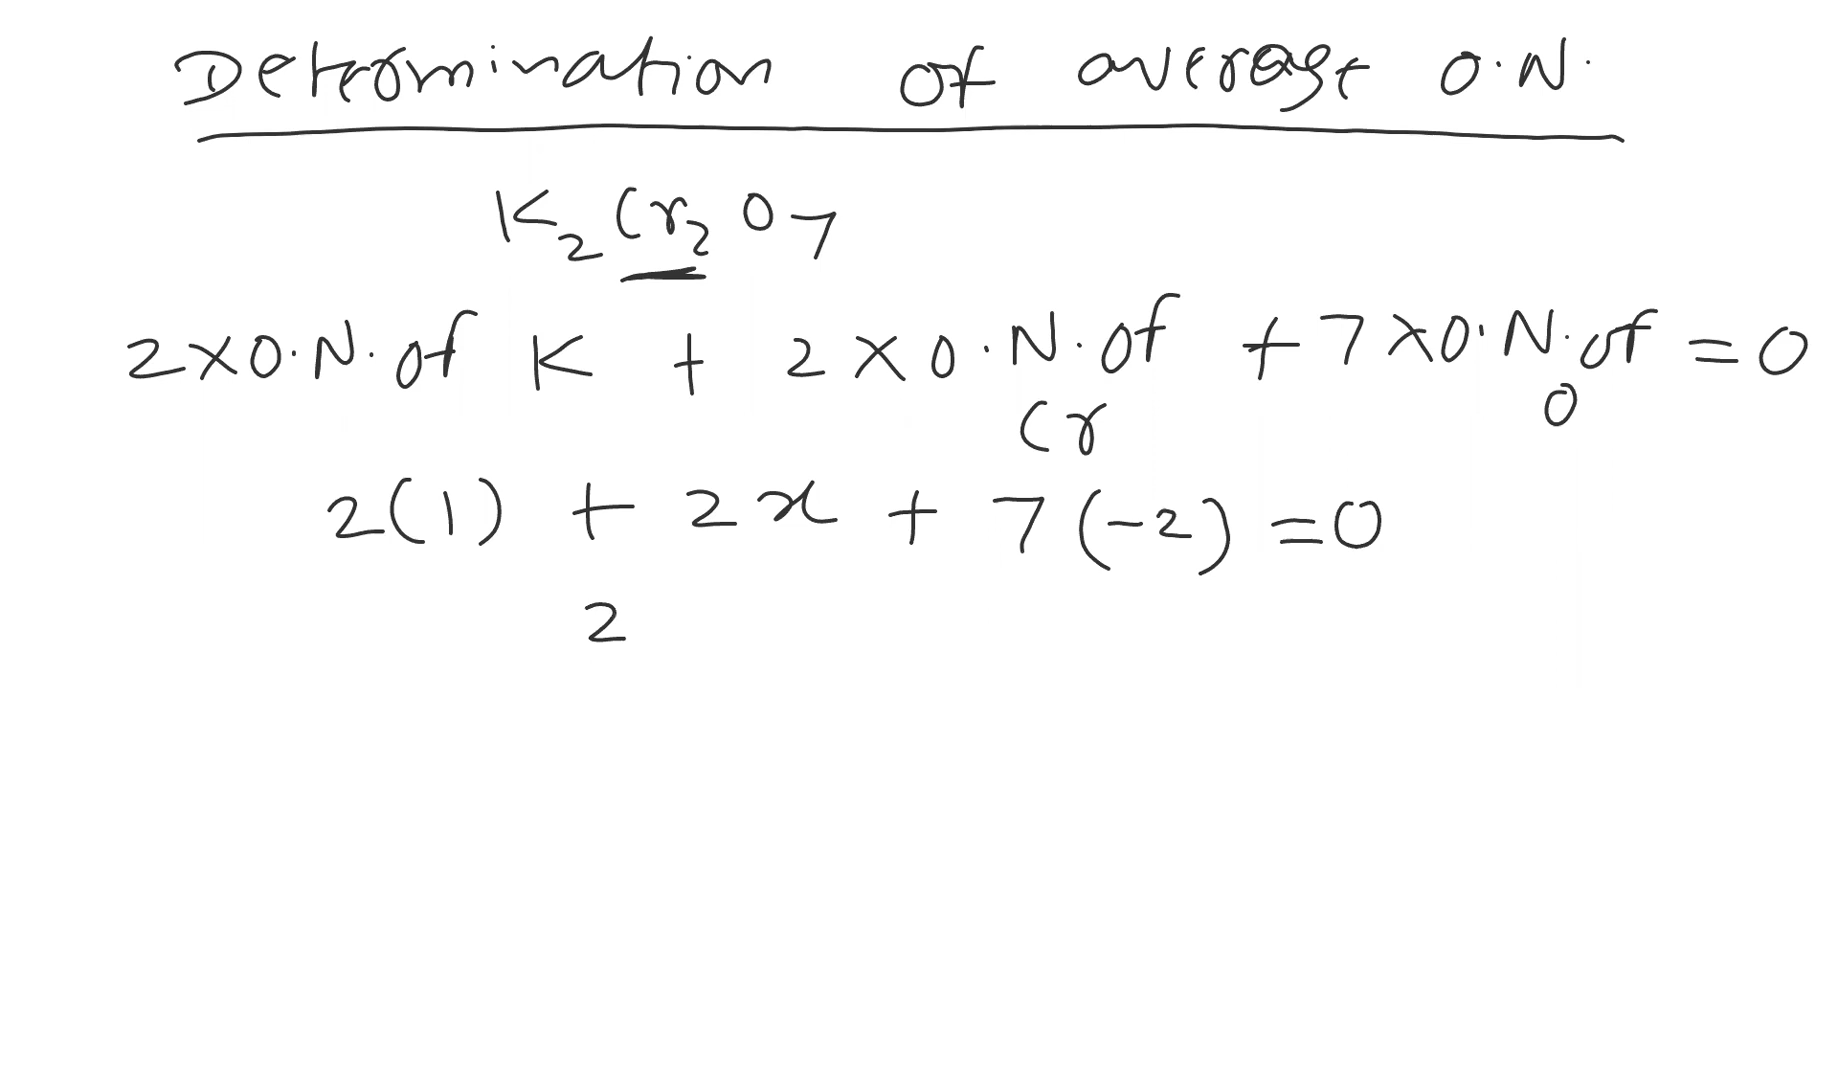 Determination of average O.N.
K₂Cr₂O₇
2×O.N.of K + 2×O.N.of Cr + 7×O.N.of O = 0
2(1) + 2x + 7(-2) = 0
2